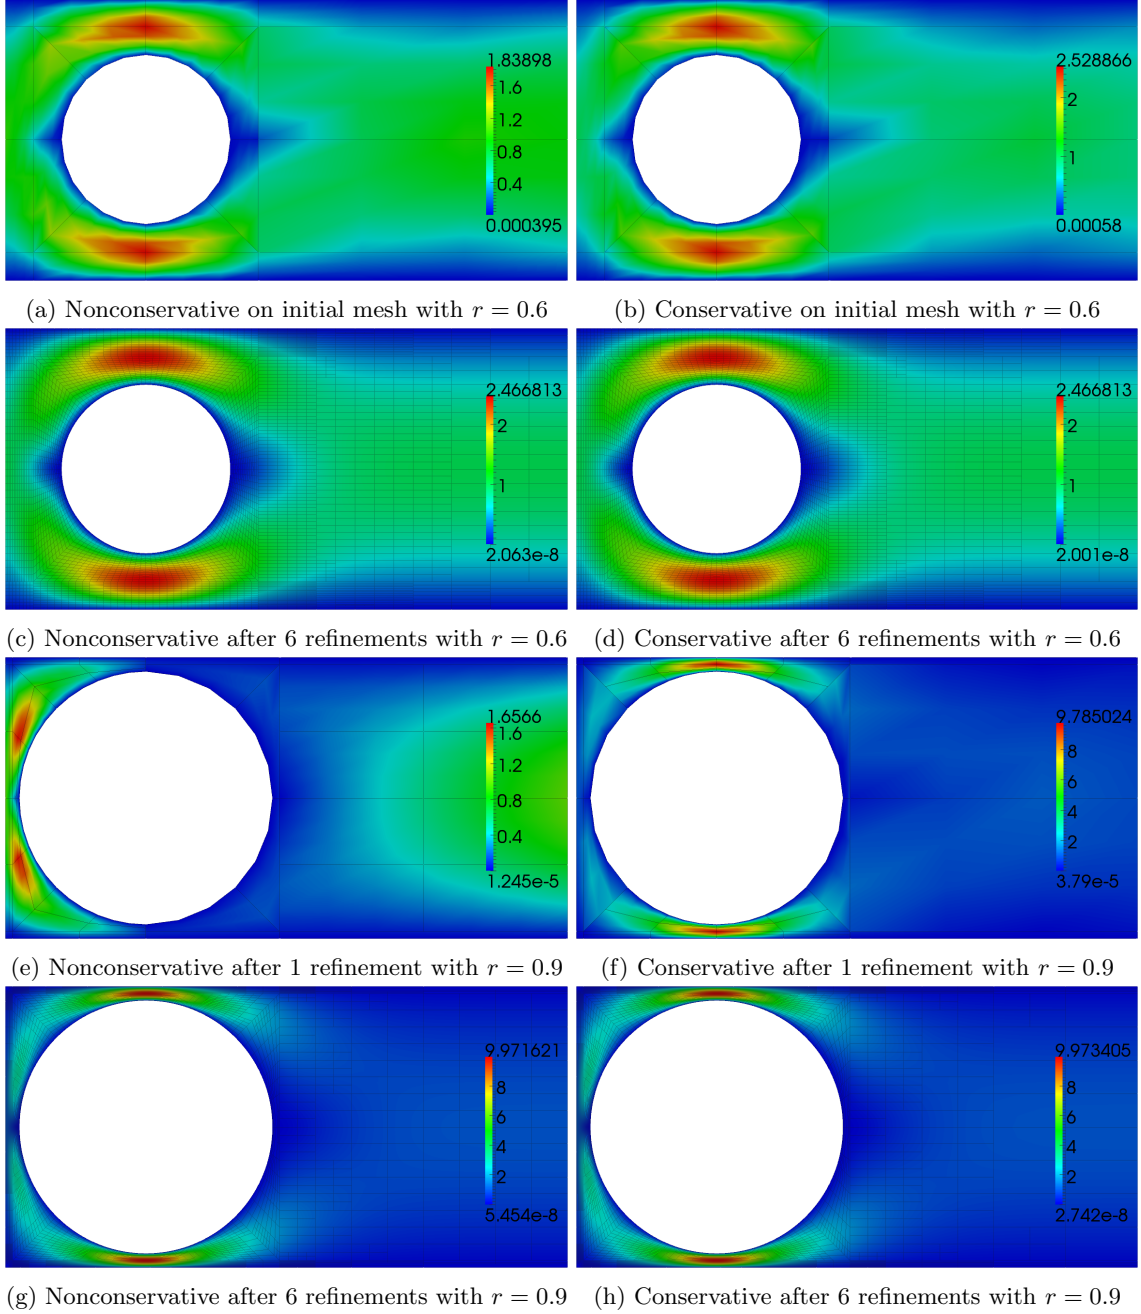 1.83898
1.6
1.2
0.8
0.4
0.000395
2.528866
2
1
0.00058
(a) Nonconservative on initial mesh with r = 0.6
(b) Conservative on initial mesh with r = 0.6
2.466813
2
1
2.063e-8
2.466813
2
1
2.001e-8
(c) Nonconservative after 6 refinements with r = 0.6
(d) Conservative after 6 refinements with r = 0.6
1.6566
1.6
1.2
0.8
0.4
1.245e-5
9.785024
8
6
4
2
3.79e-5
(e) Nonconservative after 1 refinement with r = 0.9
(f) Conservative after 1 refinement with r = 0.9
9.971621
8
6
4
2
5.454e-8
9.973405
8
6
4
2
2.742e-8
(g) Nonconservative after 6 refinements with r = 0.9
(h) Conservative after 6 refinements with r = 0.9